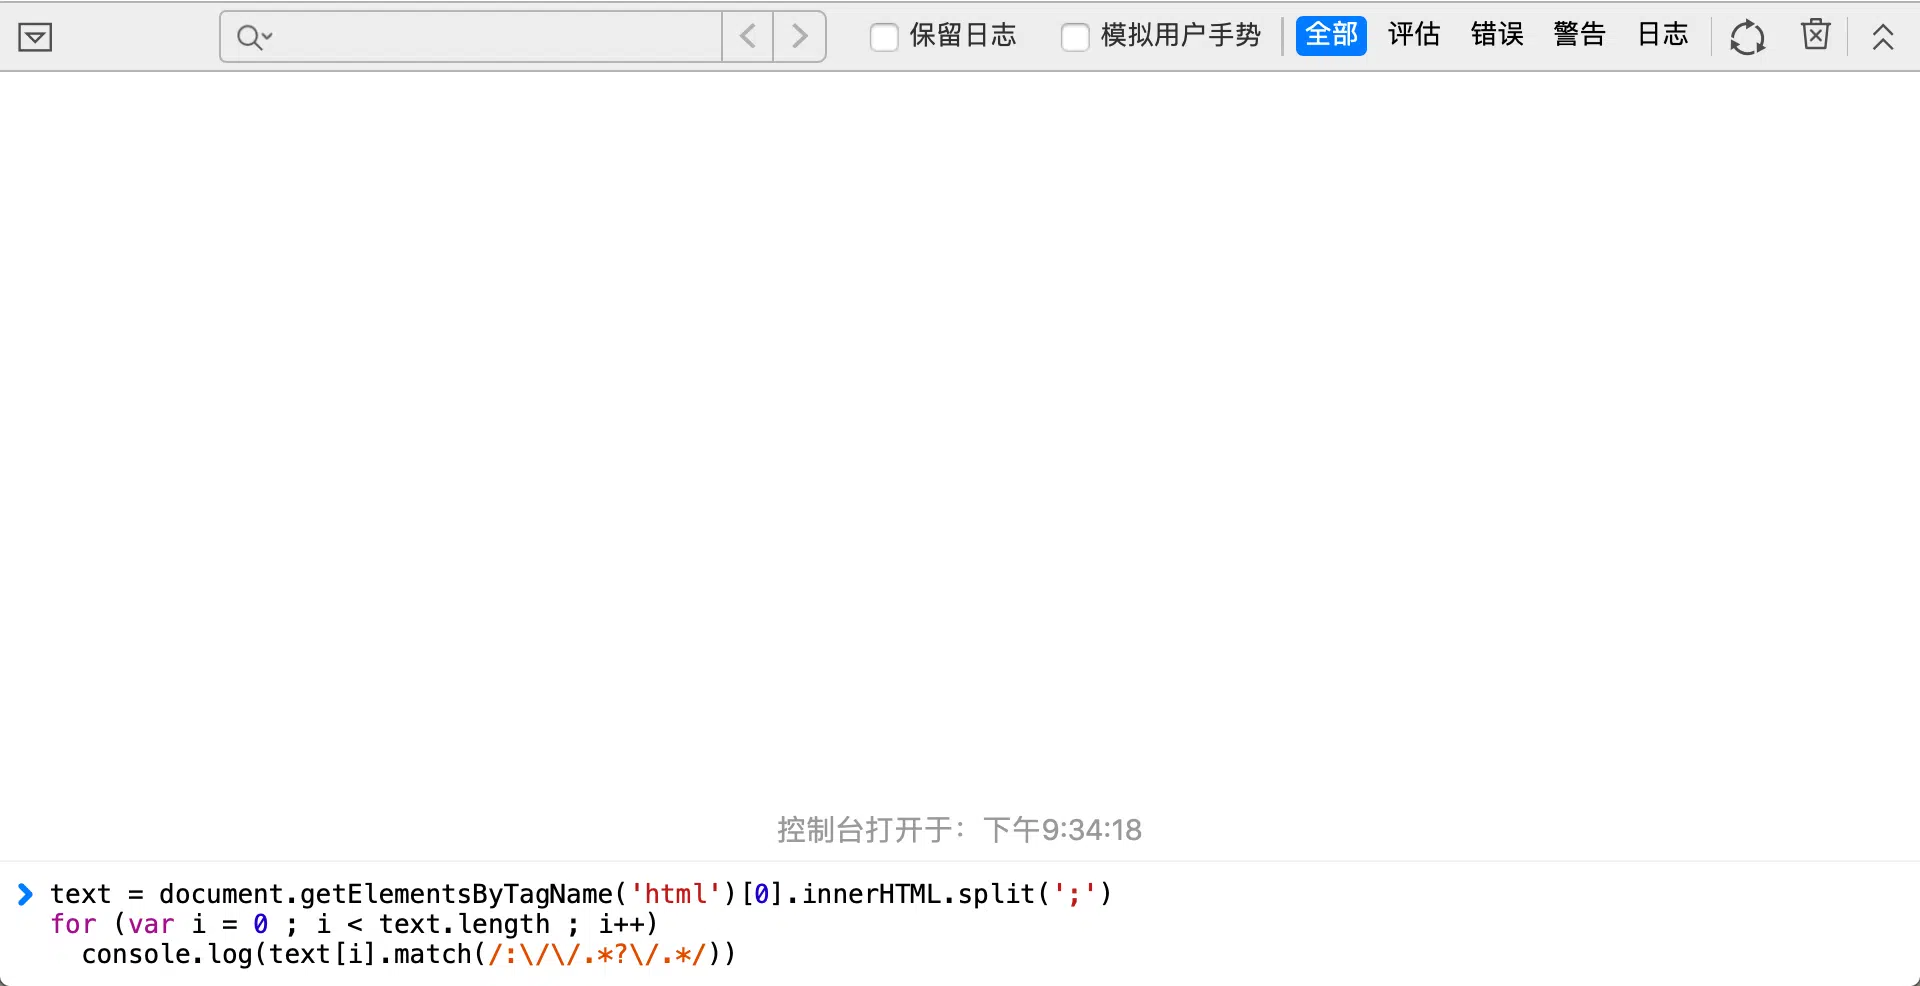 保留日志 模拟用户手势 全部 评估 错误 警告 日志
控制台打开于：下午9:34:18
text = document.getElementsByTagName('html')[0].innerHTML.split(';')
for (var i = 0 ; i < text.length ; i++)
  console.log(text[i].match(/:\/\/.*?\/.*/))